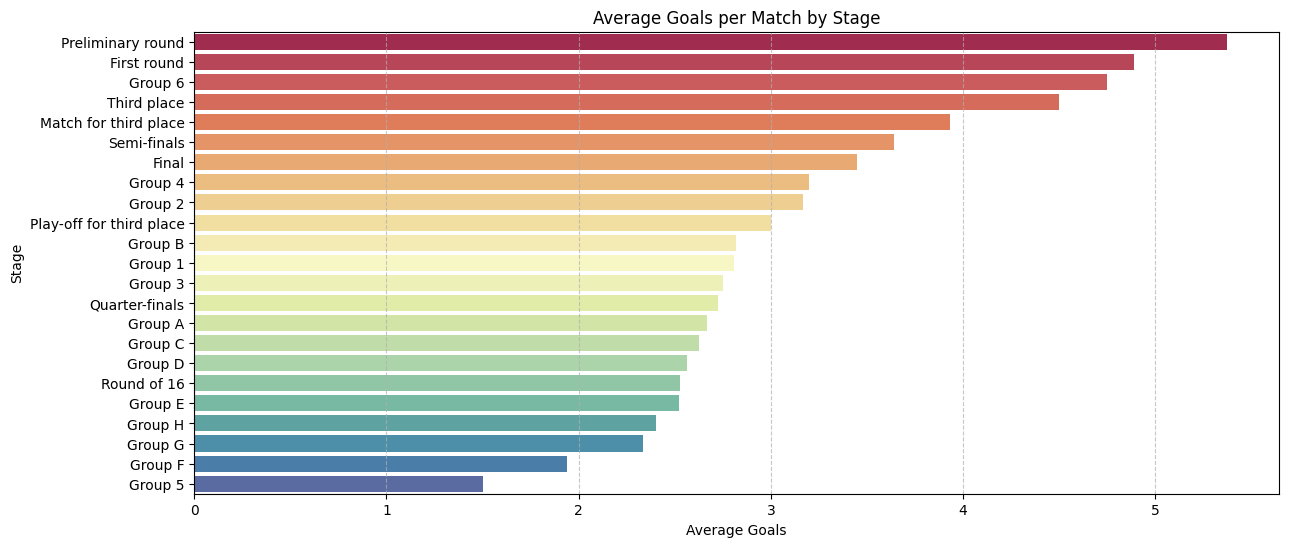 Average Goals per Match by Stage
Preliminary round
First round
Group 6
Third place
Match for third place
Semi-finals
Final
Group 4
Group 2
Play-off for third place
Group B
Group 1
Group 3
Quarter-finals
Group A
Group C
Group D
Round of 16
Group E
Group H
Group G
Group F
Group 5
Stage
0 1 2 3 4 5
Average Goals